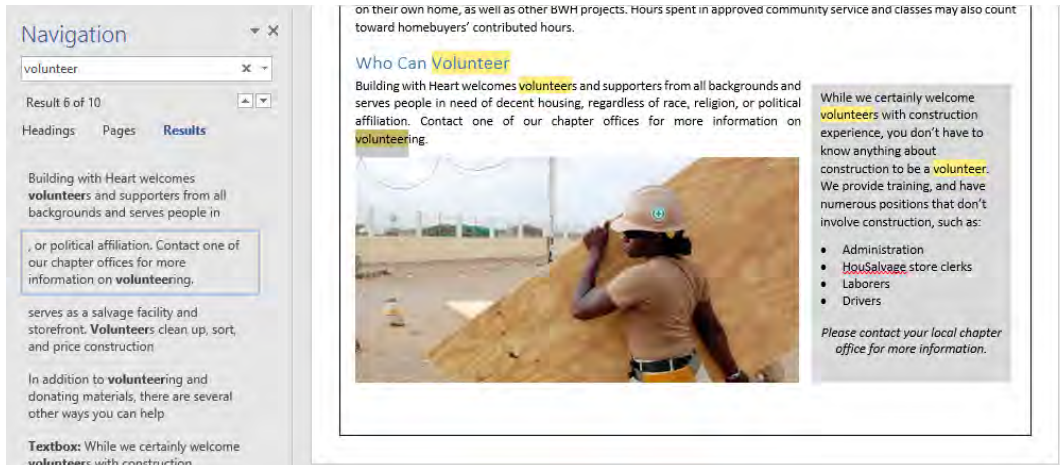 Navigation
volunteer
Result 6 of 10
Headings Pages Results
Building with Heart welcomes
volunteers and supporters from all
backgrounds and serves people in
, or political affiliation. Contact one of
our chapter offices for more
information on volunteering.
serves as a salvage facility and
storefront. Volunteers clean up, sort,
and price construction
In addition to volunteering and
donating materials, there are several
other ways you can help
Textbox: While we certainly welcome
volunteers with construction
on their own home, as well as other BWH projects. Hours spent in approved community service and classes may also count
toward homebuyers' contributed hours.
Who Can Volunteer
Building with Heart welcomes volunteers and supporters from all backgrounds and
serves people in need of decent housing, regardless of race, religion, or political
affiliation. Contact one of our chapter offices for more information on
volunteering.
While we certainly welcome
volunteers with construction
experience, you don't have to
know anything about
construction to be a volunteer.
We provide training, and have
numerous positions that don't
involve construction, such as:
• Administration
• HouSalvage store clerks
• Laborers
• Drivers
Please contact your local chapter
office for more information.